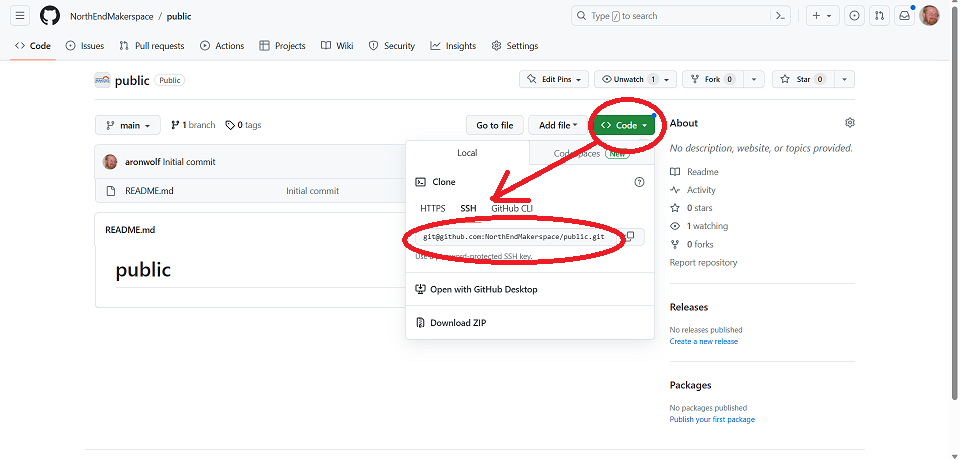 NorthEndMakerspace / public
Type / to search
Code Issues Pull requests Actions Projects Wiki Security Insights Settings
public Public
Edit Pins Unwatch 1 Fork 0 Star 0
main 1 branch 0 tags Go to file Add file Code
aronwolf Initial commit
README.md Initial commit
README.md
public
Local Codespaces New
Clone
HTTPS SSH GitHub CLI
git@github.com:NorthEndMakerspace/public.git
Use a password-protected SSH key.
Open with GitHub Desktop
Download ZIP
About
No description, website, or topics provided.
Readme
Activity
0 stars
1 watching
0 forks
Report repository
Releases
No releases published
Create a new release
Packages
No packages published
Publish your first package